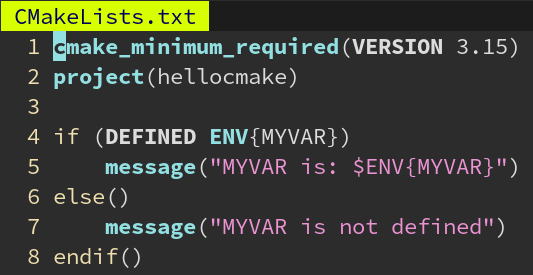 CMakeLists.txt
1 cmake_minimum_required(VERSION 3.15)
2 project(hellocmake)
3
4 if (DEFINED ENV{MYVAR})
5     message("MYVAR is: $ENV{MYVAR}")
6 else()
7     message("MYVAR is not defined")
8 endif()